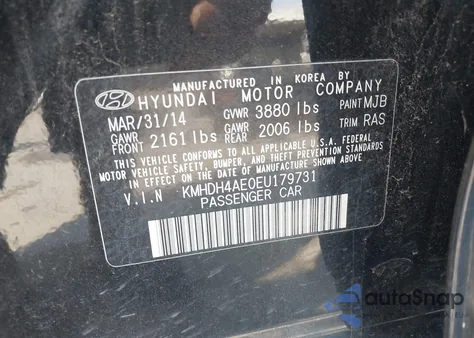 MANUFACTURED IN KOREA BY
HYUNDAI MOTOR COMPANY
MAR/31/14 GVWR 3880 lbs PAINT MJB
GAWR FRONT 2161 lbs GAWR REAR 2006 lbs TRIM RAS
THIS VEHICLE CONFORMS TO ALL APPLICABLE U.S.A. FEDERAL
MOTOR VEHICLE SAFETY, BUMPER, AND THEFT PREVENTION STANDARDS
IN EFFECT ON THE DATE OF MANUFACTURE SHOWN ABOVE.
V.I.N KMHDH4AE0EU179731
PASSENGER CAR
autoSnap